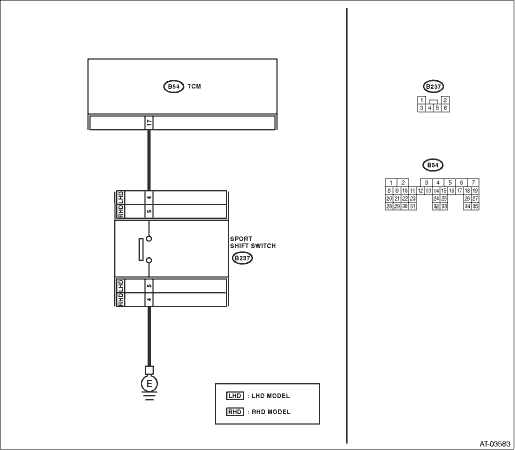 B54 TCM
17
LHD 4
RHD 5
SPORT
SHIFT SWITCH
B237
LHD 5
RHD 4
E
LHD : LHD MODEL
RHD : RHD MODEL
B237
1 2
3 4 5 6
B54
1 2 3 4 5 6 7
8 9 10 11 12 13 14 15 16 17 18 19
20 21 22 23 24 25 26 27
28 29 30 31 32 33 34 35
AT-03583